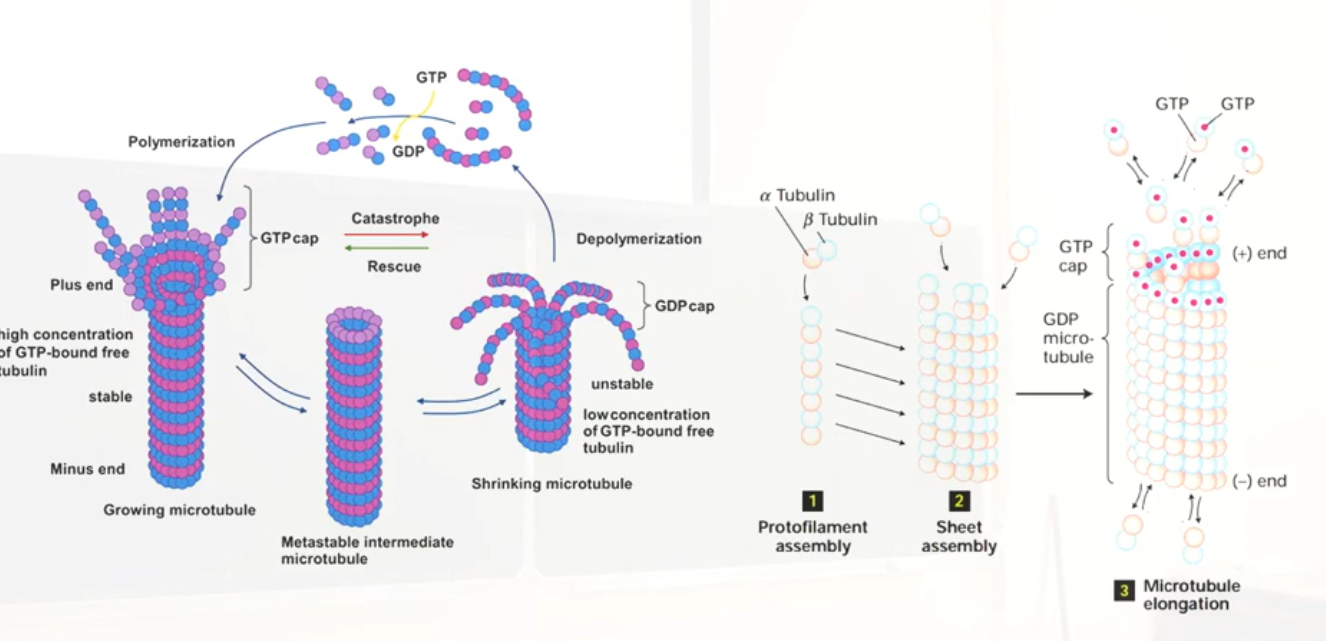 GTP
GDP
Polymerization
GTP cap
Catastrophe
Rescue
Depolymerization
Plus end
GDP cap
high concentration
of GTP-bound free
tubulin
stable
unstable
low concentration
of GTP-bound free
tubulin
Minus end
Growing microtubule
Shrinking microtubule
Metastable intermediate
microtubule
α Tubulin
β Tubulin
1
Protofilament
assembly
2
Sheet
assembly
GTP GTP
GTP
cap
(+) end
GDP
micro-
tubule
(−) end
3 Microtubule
elongation